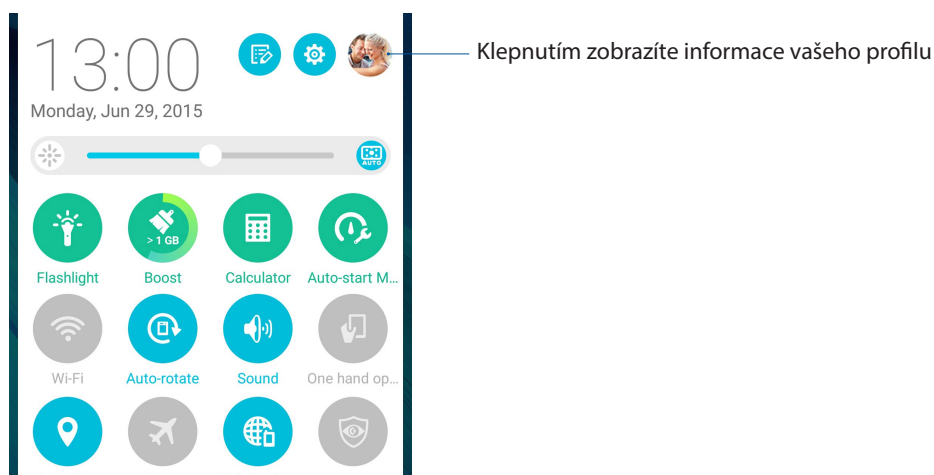 13:00
Klepnutím zobrazíte informace vašeho profilu
Monday, Jun 29, 2015
AUTO
> 1 GB
Flashlight Boost Calculator Auto-start M...
Wi-Fi Auto-rotate Sound One hand op...